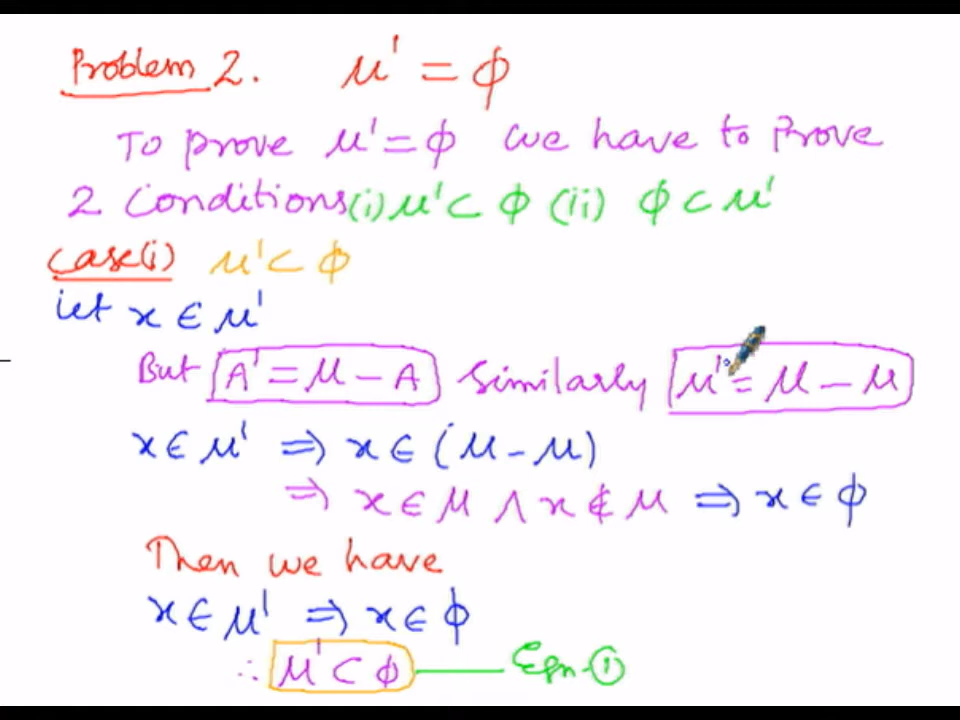 Problem 2. μ' = ϕ
To prove μ' = ϕ we have to prove
2 Conditions (i) μ' ⊂ ϕ (ii) ϕ ⊂ μ'
Case(i) μ' ⊂ ϕ
Let x ∈ μ'
But A' = μ - A Similarly μ' = μ - μ
x ∈ μ' ⇒ x ∈ (μ - μ)
⇒ x ∈ μ ∧ x ∉ μ ⇒ x ∈ ϕ
Then we have
x ∈ μ' ⇒ x ∈ ϕ
∴ μ' ⊂ ϕ — Eqn-①